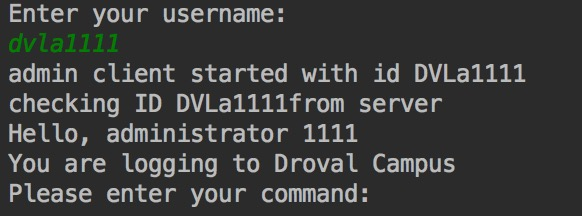 Enter your username:
dvla1111
admin client started with id DVLa1111
checking ID DVLa1111from server
Hello, administrator 1111
You are logging to Droval Campus
Please enter your command: